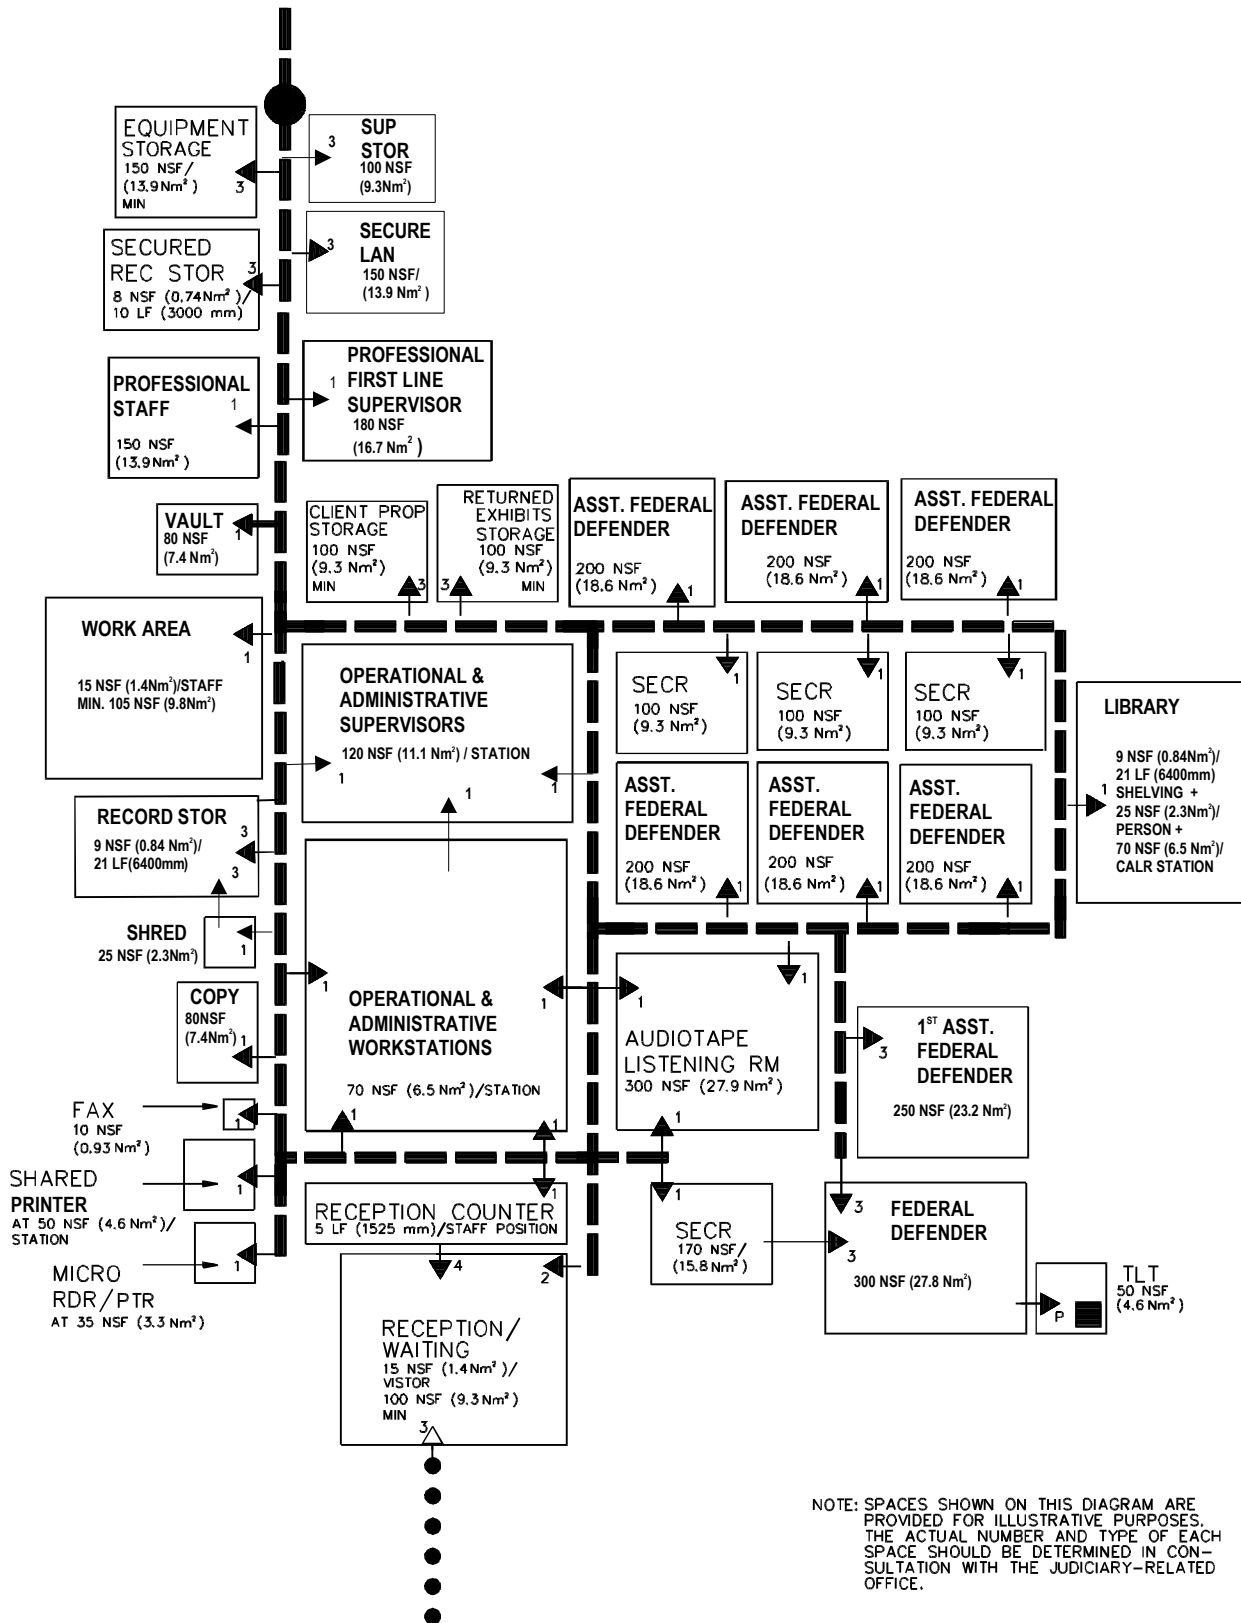 EQUIPMENT
STORAGE
150 NSF/
(13.9 Nm²)
MIN
3
SUP
STOR
100 NSF
(9.3Nm²)
3
SECURED
REC STOR
8 NSF (0.74Nm²)/
10 LF (3000 mm)
3
SECURE
LAN
150 NSF/
(13.9 Nm²)
3
PROFESSIONAL
STAFF
150 NSF
(13.9 Nm²)
1
PROFESSIONAL
FIRST LINE
SUPERVISOR
180 NSF
(16.7 Nm²)
1
VAULT
80 NSF
(7.4 Nm²)
1
CLIENT PROP
STORAGE
100 NSF
(9.3 Nm²)
MIN
3
RETURNED
EXHIBITS
STORAGE
100 NSF
(9.3 Nm²)
MIN
3
ASST. FEDERAL
DEFENDER
200 NSF
(18.6 Nm²)
1
ASST. FEDERAL
DEFENDER
200 NSF
(18.6 Nm²)
1
ASST. FEDERAL
DEFENDER
200 NSF
(18.6 Nm²)
1
WORK AREA
15 NSF (1.4Nm²)/STAFF
MIN. 105 NSF (9.8Nm²)
1
OPERATIONAL &
ADMINISTRATIVE
SUPERVISORS
120 NSF (11.1 Nm²) / STATION
1
1
1
SECR
100 NSF
(9.3 Nm²)
1
SECR
100 NSF
(9.3 Nm²)
1
SECR
100 NSF
(9.3 Nm²)
1
LIBRARY
9 NSF (0.84Nm²)/
21 LF (6400mm)
SHELVING +
25 NSF (2.3Nm²)/
PERSON +
70 NSF (6.5 Nm²)/
CALR STATION
1
RECORD STOR
9 NSF (0.84 Nm²)/
21 LF(6400mm)
3
3
ASST.
FEDERAL
DEFENDER
200 NSF
(18.6 Nm²)
1
ASST.
FEDERAL
DEFENDER
200 NSF
(18.6 Nm²)
1
ASST.
FEDERAL
DEFENDER
200 NSF
(18.6 Nm²)
1
SHRED
25 NSF (2.3Nm²)
1
COPY
80NSF
(7.4Nm²)
1
OPERATIONAL &
ADMINISTRATIVE
WORKSTATIONS
70 NSF (6.5 Nm²)/STATION
1
1
1
1
AUDIOTAPE
LISTENING RM
300 NSF (27.9 Nm²)
1
1
1
1ST ASST.
FEDERAL
DEFENDER
250 NSF (23.2 Nm²)
3
FAX
10 NSF
(0.93 Nm²)
1
SHARED
PRINTER
AT 50 NSF (4.6 Nm²)/
STATION
1
MICRO
RDR/PTR
AT 35 NSF (3.3 Nm²)
1
RECEPTION COUNTER
5 LF (1525 mm)/STAFF POSITION
1
SECR
170 NSF/
(15.8 Nm²)
1
FEDERAL
DEFENDER
300 NSF (27.8 Nm²)
3
3
TLT
50 NSF
(4.6 Nm²)
P
RECEPTION/
WAITING
15 NSF (1.4Nm²)/
VISTOR
100 NSF (9.3 Nm²)
MIN
4
2
3
NOTE: SPACES SHOWN ON THIS DIAGRAM ARE
PROVIDED FOR ILLUSTRATIVE PURPOSES.
THE ACTUAL NUMBER AND TYPE OF EACH
SPACE SHOULD BE DETERMINED IN CON-
SULTATION WITH THE JUDICIARY-RELATED
OFFICE.